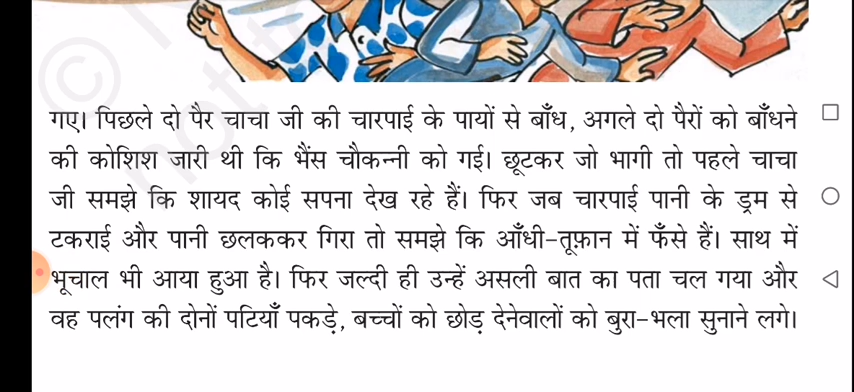 गए। पिछले दो पैर चाचा जी की चारपाई के पायों से बाँध, अगले दो पैरों को बाँधने
की कोशिश जारी थी कि भैंस चौकन्नी को गई। छूटकर जो भागी तो पहले चाचा
जी समझे कि शायद कोई सपना देख रहे हैं। फिर जब चारपाई पानी के ड्रम से
टकराई और पानी छलककर गिरा तो समझे कि आँधी-तूफ़ान में फँसे हैं। साथ में
भूचाल भी आया हुआ है। फिर जल्दी ही उन्हें असली बात का पता चल गया और
वह पलंग की दोनों पटियाँ पकड़े, बच्चों को छोड़ देनेवालों को बुरा-भला सुनाने लगे।